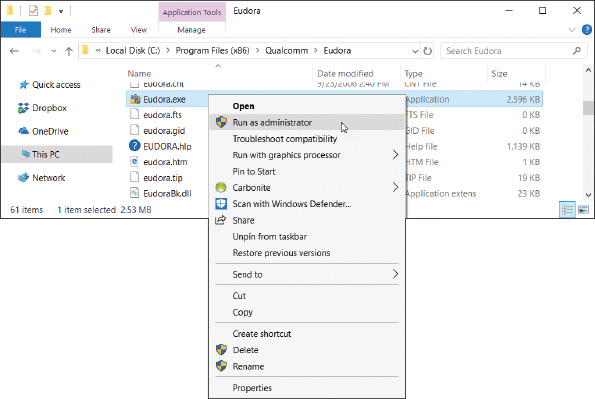 Application Tools Eudora
File Home Share View Manage
« Local Disk (C:) > Program Files (x86) > Qualcomm > Eudora Search Eudora
Name Date modified Type Size
Quick access
Dropbox
OneDrive
This PC
Network
eudora.cnt 9/25/2006 2:40 PM CNT File 14 KB
Eudora.exe Application 2,596 KB
eudora.fts FTS File 0 KB
eudora.gid GID File 0 KB
EUDORA.hlp Help file 1,139 KB
eudora.htm HTM File 1 KB
eudora.tip TIP File 19 KB
EudoraBk.dll Application extens 23 KB
61 items 1 item selected 2.53 MB
Open
Run as administrator
Troubleshoot compatibility
Run with graphics processor
Pin to Start
Carbonite
Scan with Windows Defender...
Share
Unpin from taskbar
Restore previous versions
Send to
Cut
Copy
Create shortcut
Delete
Rename
Properties